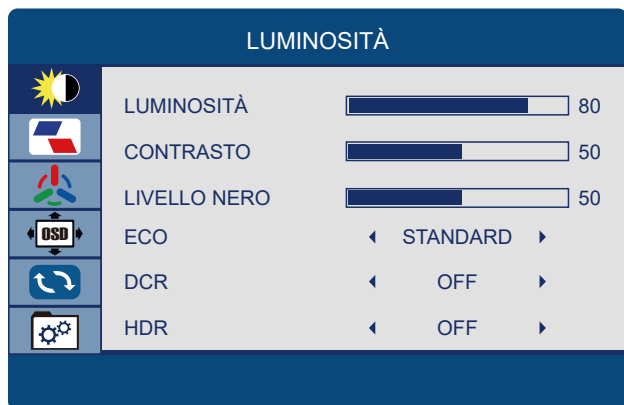 LUMINOSITÀ
LUMINOSITÀ 80
CONTRASTO 50
LIVELLO NERO 50
ECO STANDARD
OSD
DCR OFF
HDR OFF